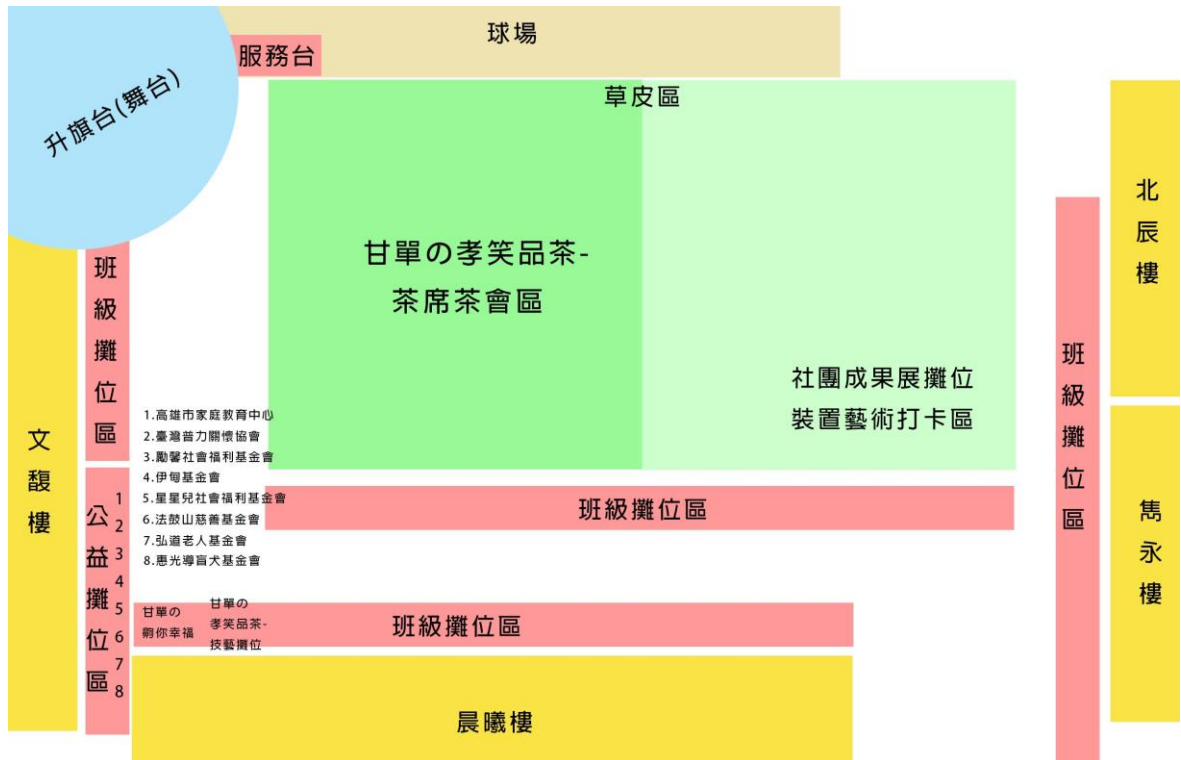 球場
服務台
升旗台(舞台)
草皮區
甘單の孝笑品茶-
茶席茶會區
社團成果展攤位
裝置藝術打卡區
北辰樓
班級攤位區
班級攤位區
文馥樓
雋永樓
1.高雄市家庭教育中心
2.臺灣普力關懷協會
3.勵馨社會福利基金會
4.伊甸基金會
5.星星兒社會福利基金會
6.法鼓山慈善基金會
7.弘道老人基金會
8.惠光導盲犬基金會
公益攤位區
1
2
3
4
5
6
7
8
班級攤位區
甘單の
甘單の
孝笑品茶-
技藝攤位
班級攤位區
晨曦樓